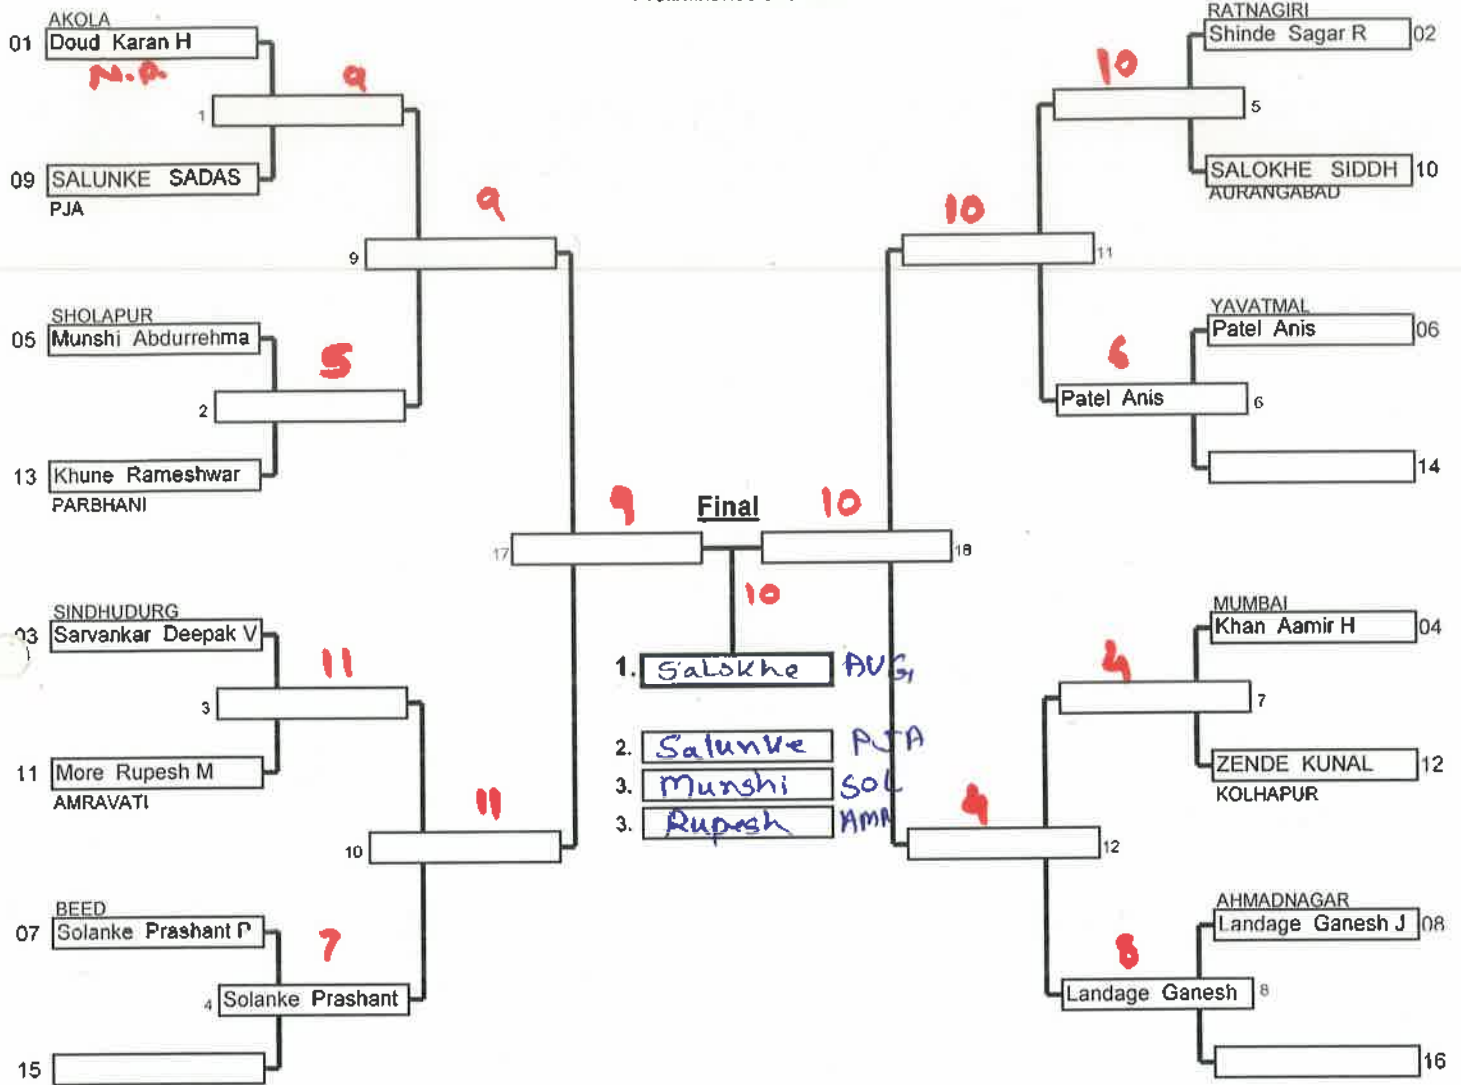 AKOLA
01 Doud Karan H
N.A.
9
1
09 SALUNKE SADAS
PJA
9
9
SHOLAPUR
05 Munshi Abdurrehma
5
2
13 Khune Rameshwar
PARBHANI
9
17
SINDHUDURG
03 Sarvankar Deepak V
11
3
11 More Rupesh M
AMRAVATI
11
10
BEED
07 Solanke Prashant P
7
4 Solanke Prashant
15
Final
10
1. Salokhe AUG
2. Salunke PJA
3. Munshi SOL
3. Rupesh AMR
RATNAGIRI
Shinde Sagar R 02
10
5
SALOKHE SIDDH 10
AURANGABAD
10
11
YAVATMAL
Patel Anis 06
6
Patel Anis 6
14
10
18
MUMBAI
Khan Aamir H 04
4
7
ZENDE KUNAL 12
KOLHAPUR
4
12
AHMADNAGAR
Landage Ganesh J 08
8
Landage Ganesh 8
16